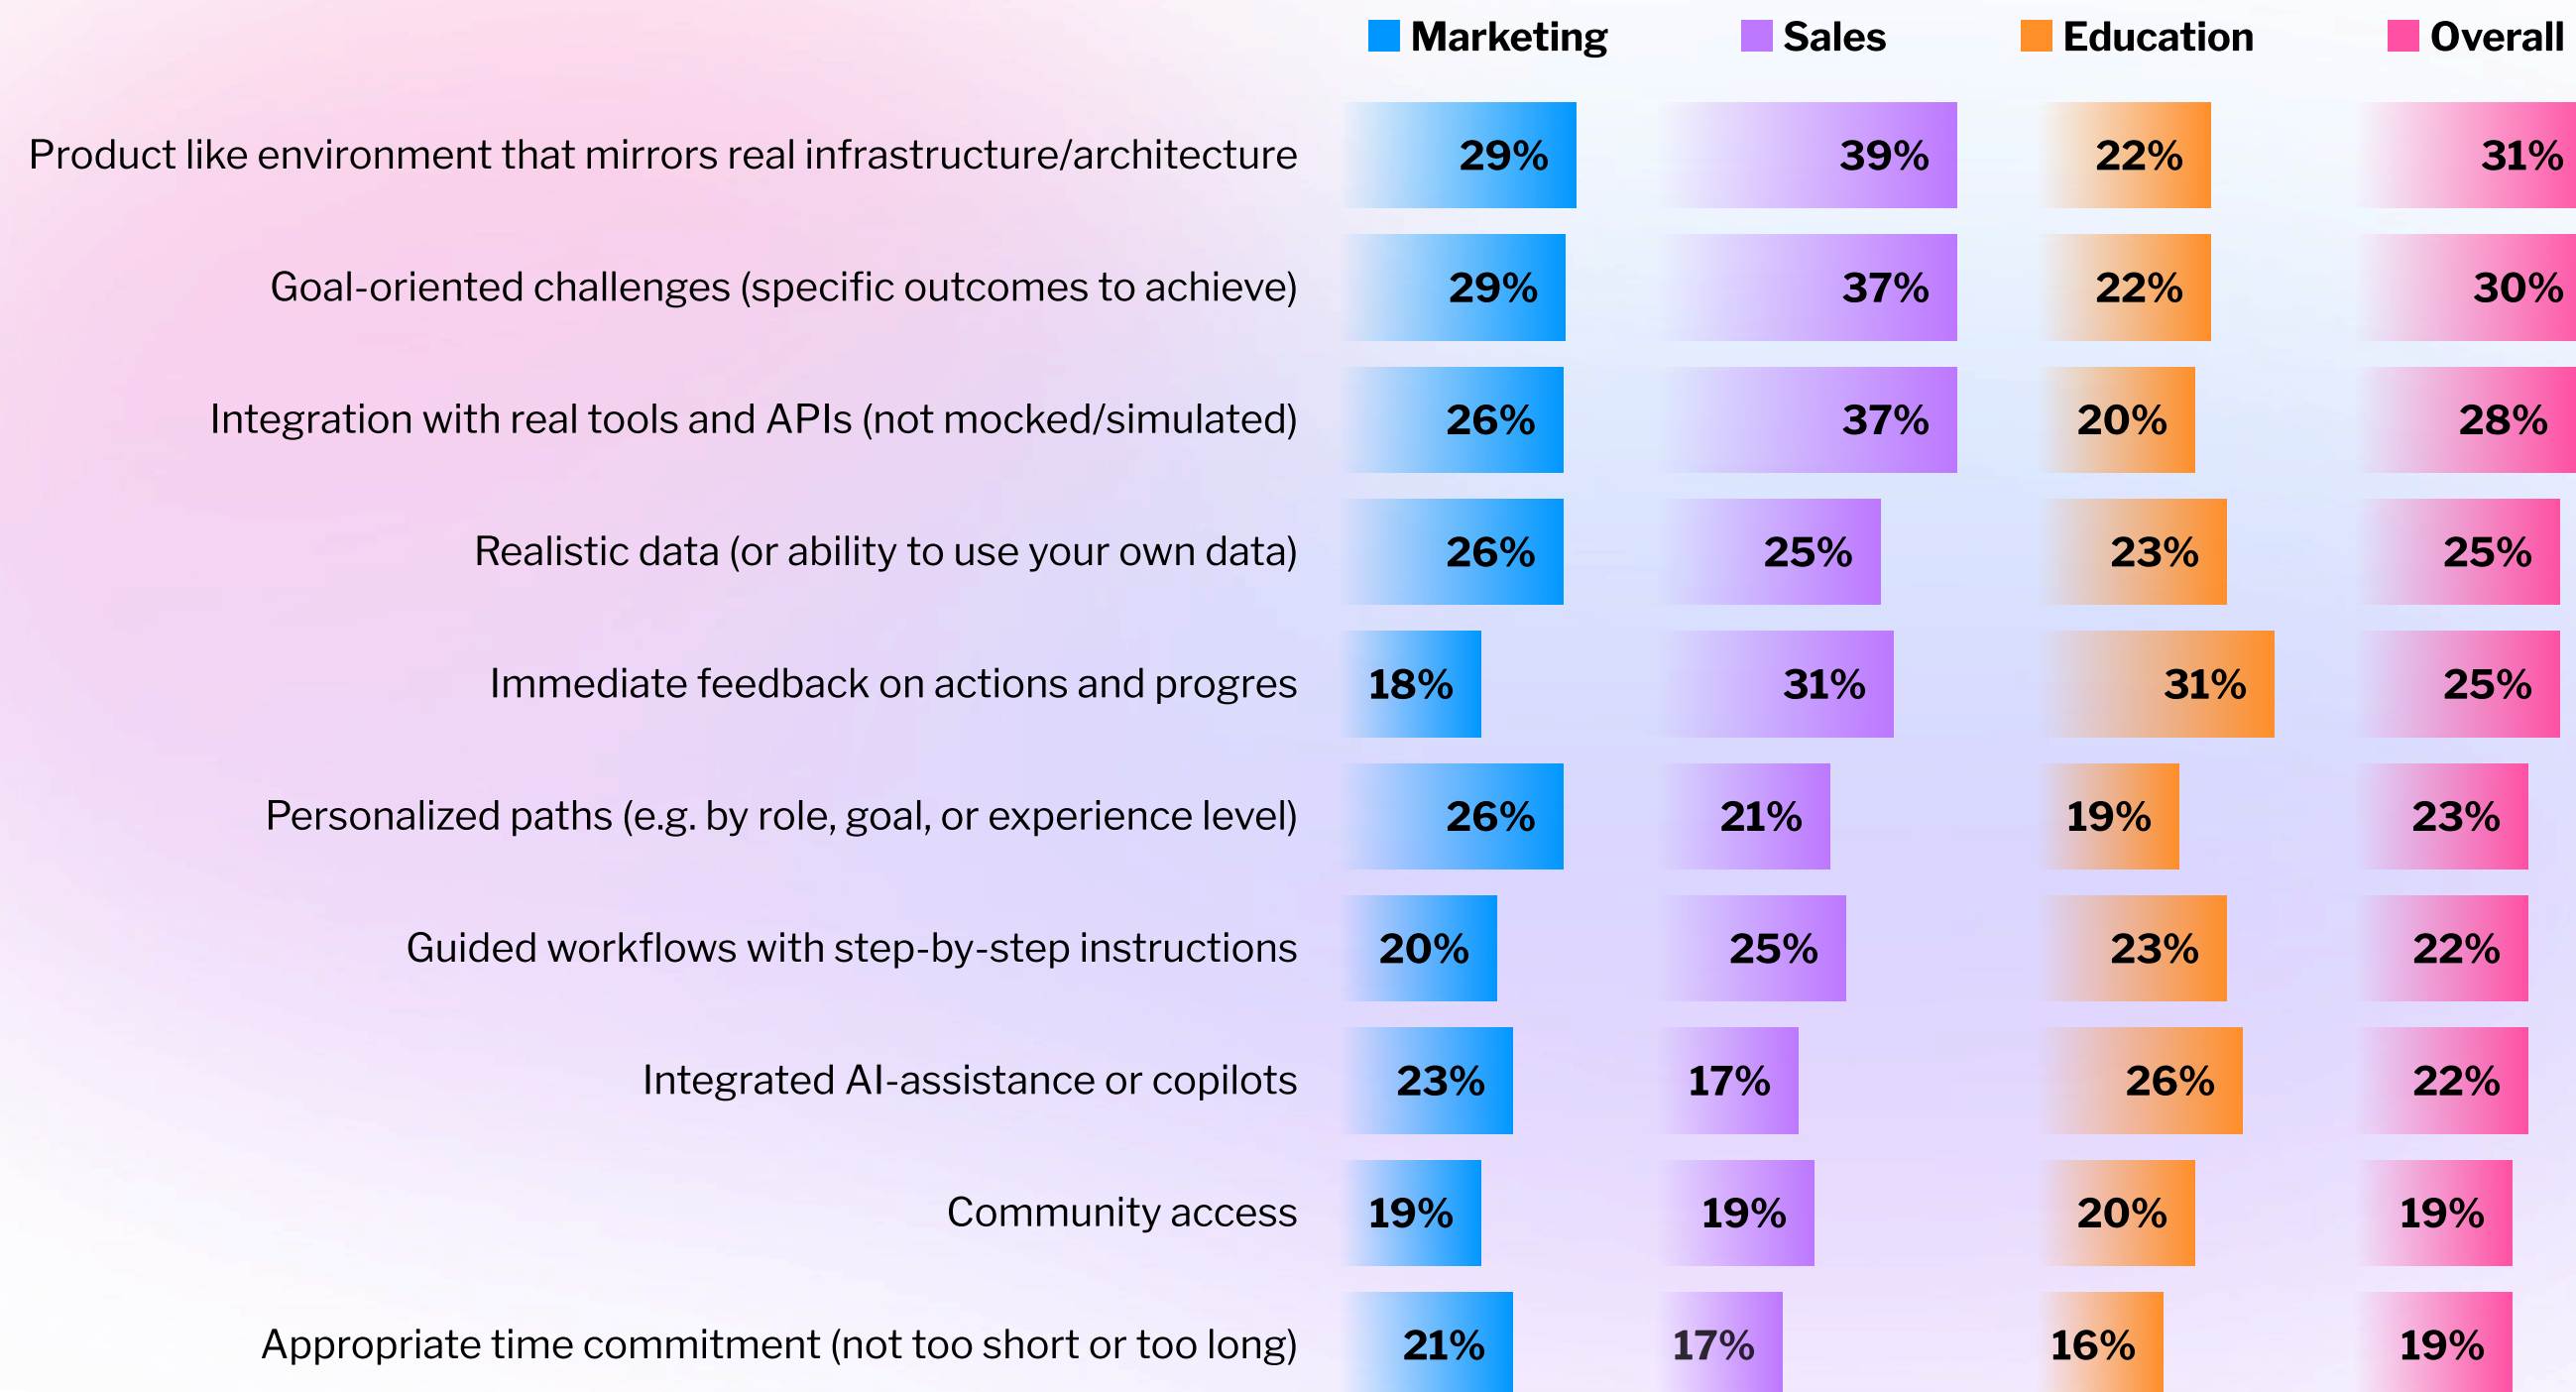 Marketing Sales Education Overall
Product like environment that mirrors real infrastructure/architecture 29% 39% 22% 31%
Goal-oriented challenges (specific outcomes to achieve) 29% 37% 22% 30%
Integration with real tools and APIs (not mocked/simulated) 26% 37% 20% 28%
Realistic data (or ability to use your own data) 26% 25% 23% 25%
Immediate feedback on actions and progres 18% 31% 31% 25%
Personalized paths (e.g. by role, goal, or experience level) 26% 21% 19% 23%
Guided workflows with step-by-step instructions 20% 25% 23% 22%
Integrated AI-assistance or copilots 23% 17% 26% 22%
Community access 19% 19% 20% 19%
Appropriate time commitment (not too short or too long) 21% 17% 16% 19%